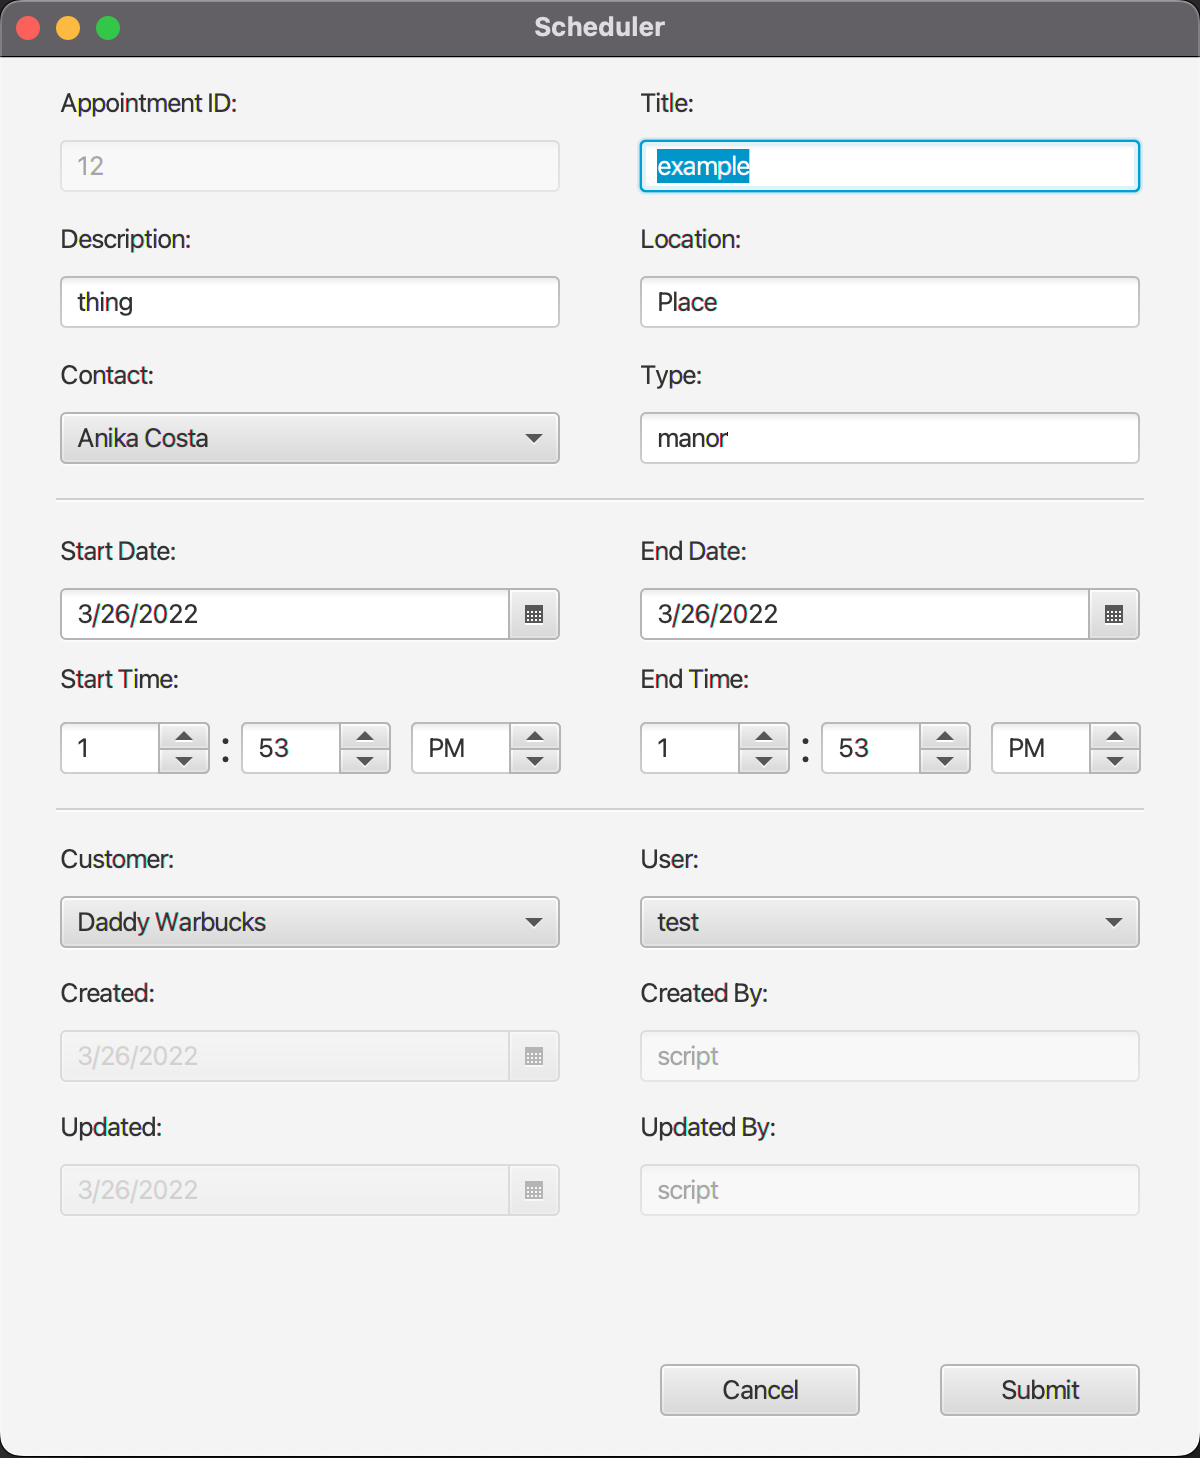 Scheduler
Appointment ID: Title:
12 example
Description: Location:
thing Place
Contact: Type:
Anika Costa manor
Start Date: End Date:
3/26/2022 3/26/2022
Start Time: End Time:
1 : 53 PM 1 : 53 PM
Customer: User:
Daddy Warbucks test
Created: Created By:
3/26/2022 script
Updated: Updated By:
3/26/2022 script
Cancel Submit